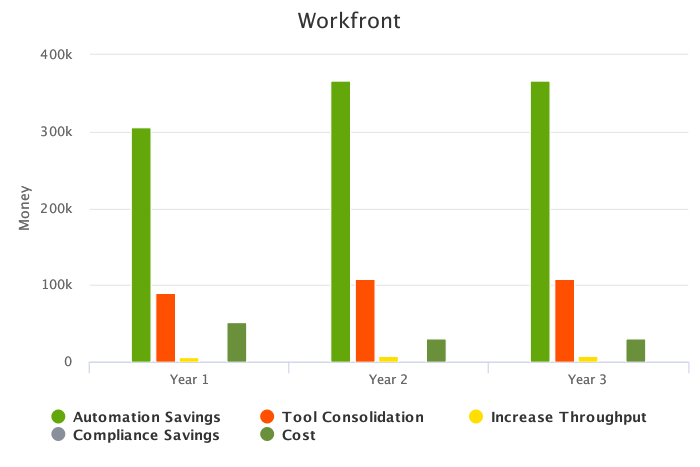 Workfront
400k
300k
200k
100k
0
Money
Year 1 Year 2 Year 3
Automation Savings Tool Consolidation Increase Throughput
Compliance Savings Cost